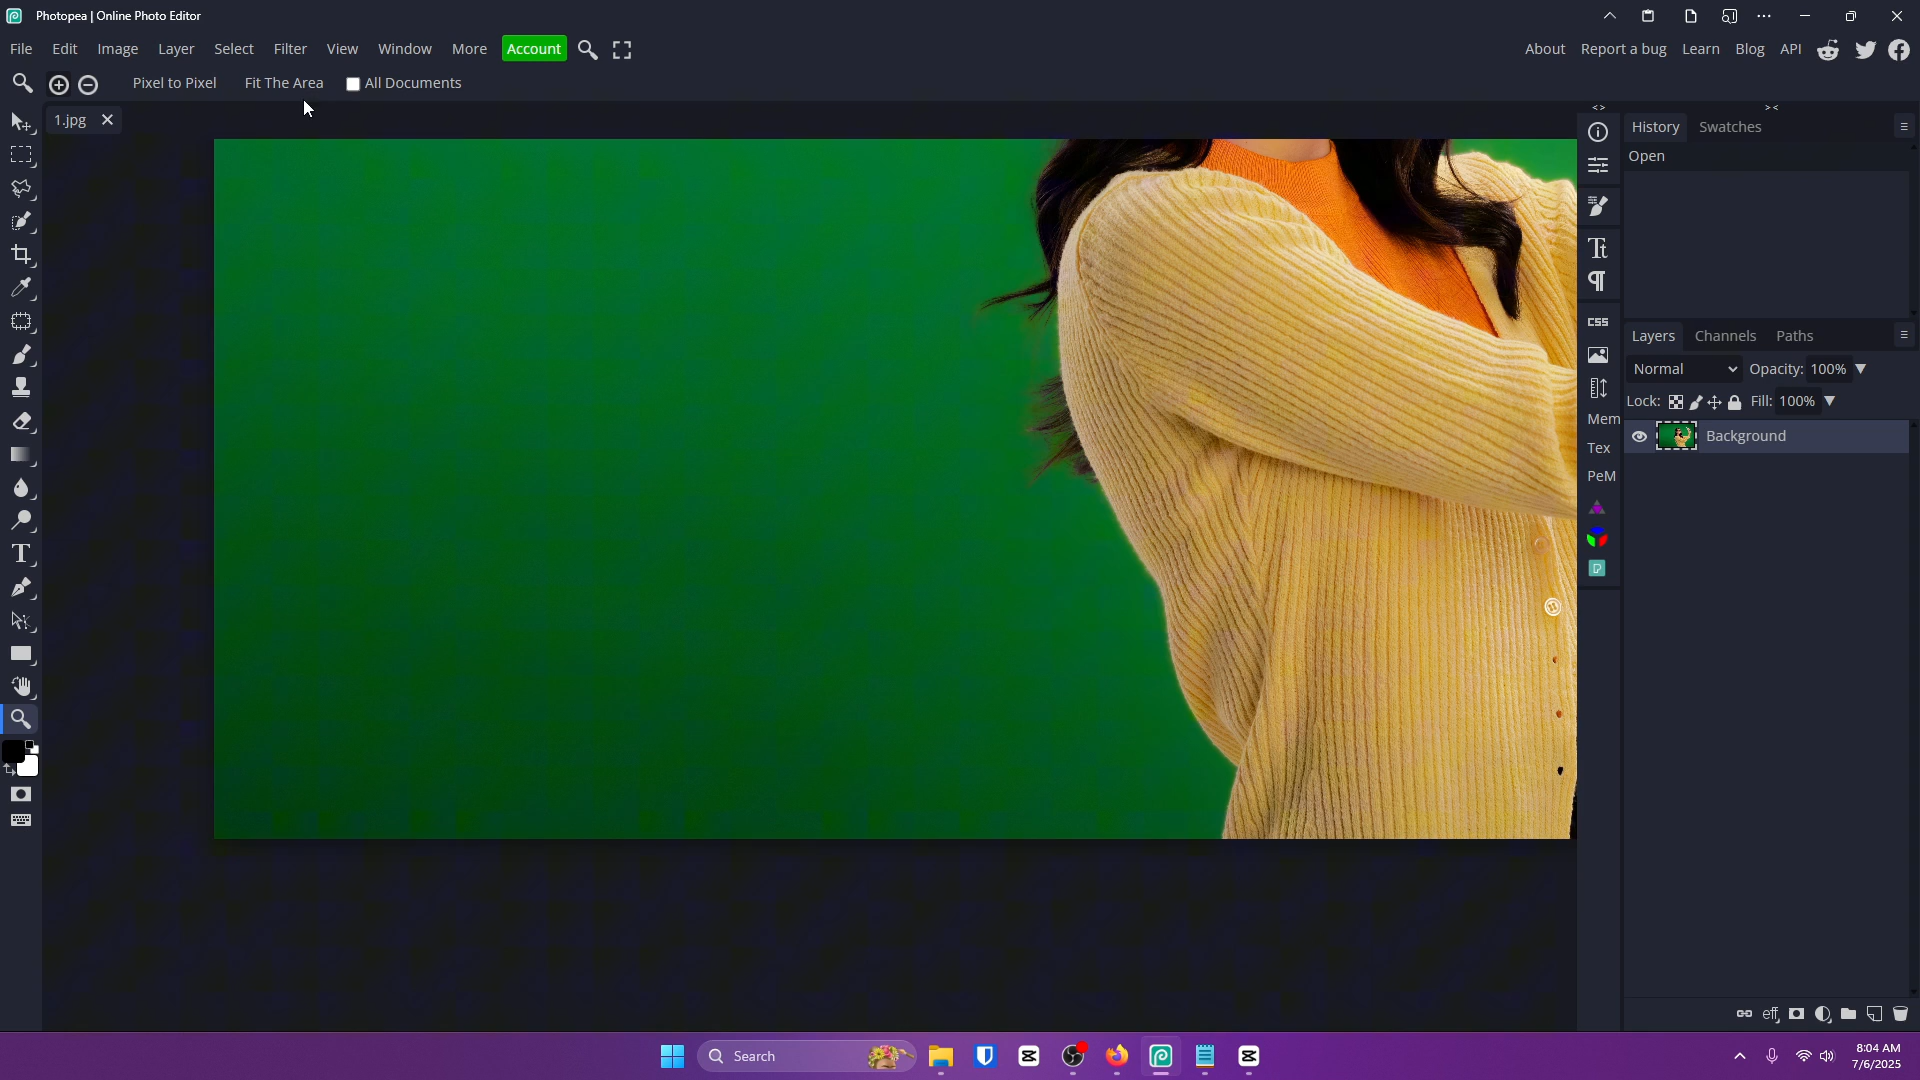 Photopea | Online Photo Editor
File Edit Image Layer Select Filter View Window More Account
About Report a bug Learn Blog API
Pixel to Pixel Fit The Area All Documents
1.jpg
< > > <
History Swatches
Open
CSS
Layers Channels Paths
Normal Opacity: 100%
Lock: Fill: 100%
Mem
Background
Tex
PeM
eff
Search
8:04 AM
7/6/2025